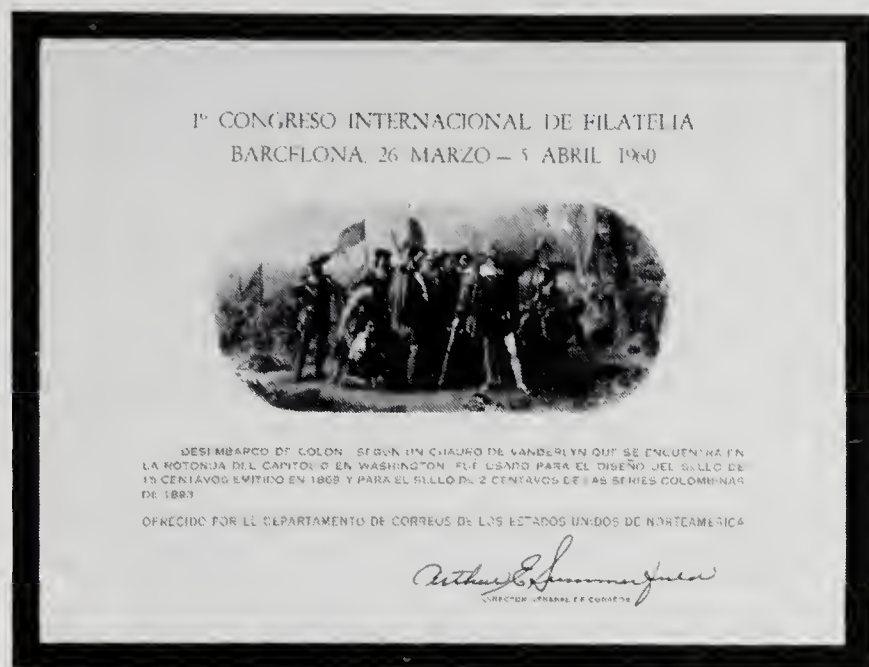 1º CONGRESO INTERNACIONAL DE FILATELIA
BARCELONA, 26 MARZO – 5 ABRIL 1960
DESEMBARCO DE COLON SEGUN UN CUADRO DE VANDERLYN QUE SE ENCUENTRA EN
LA ROTONDA DEL CAPITOLIO EN WASHINGTON FUE USADO PARA EL DISEÑO DEL SELLO DE
15 CENTAVOS EMITIDO EN 1869 Y PARA EL SELLO DE 2 CENTAVOS DE LAS SERIES COLOMBINAS
DE 1893
OFRECIDO POR EL DEPARTAMENTO DE CORREOS DE LOS ESTADOS UNIDOS DE NORTEAMERICA
Arthur E. Summerfield
DIRECTOR GENERAL DE CORREOS